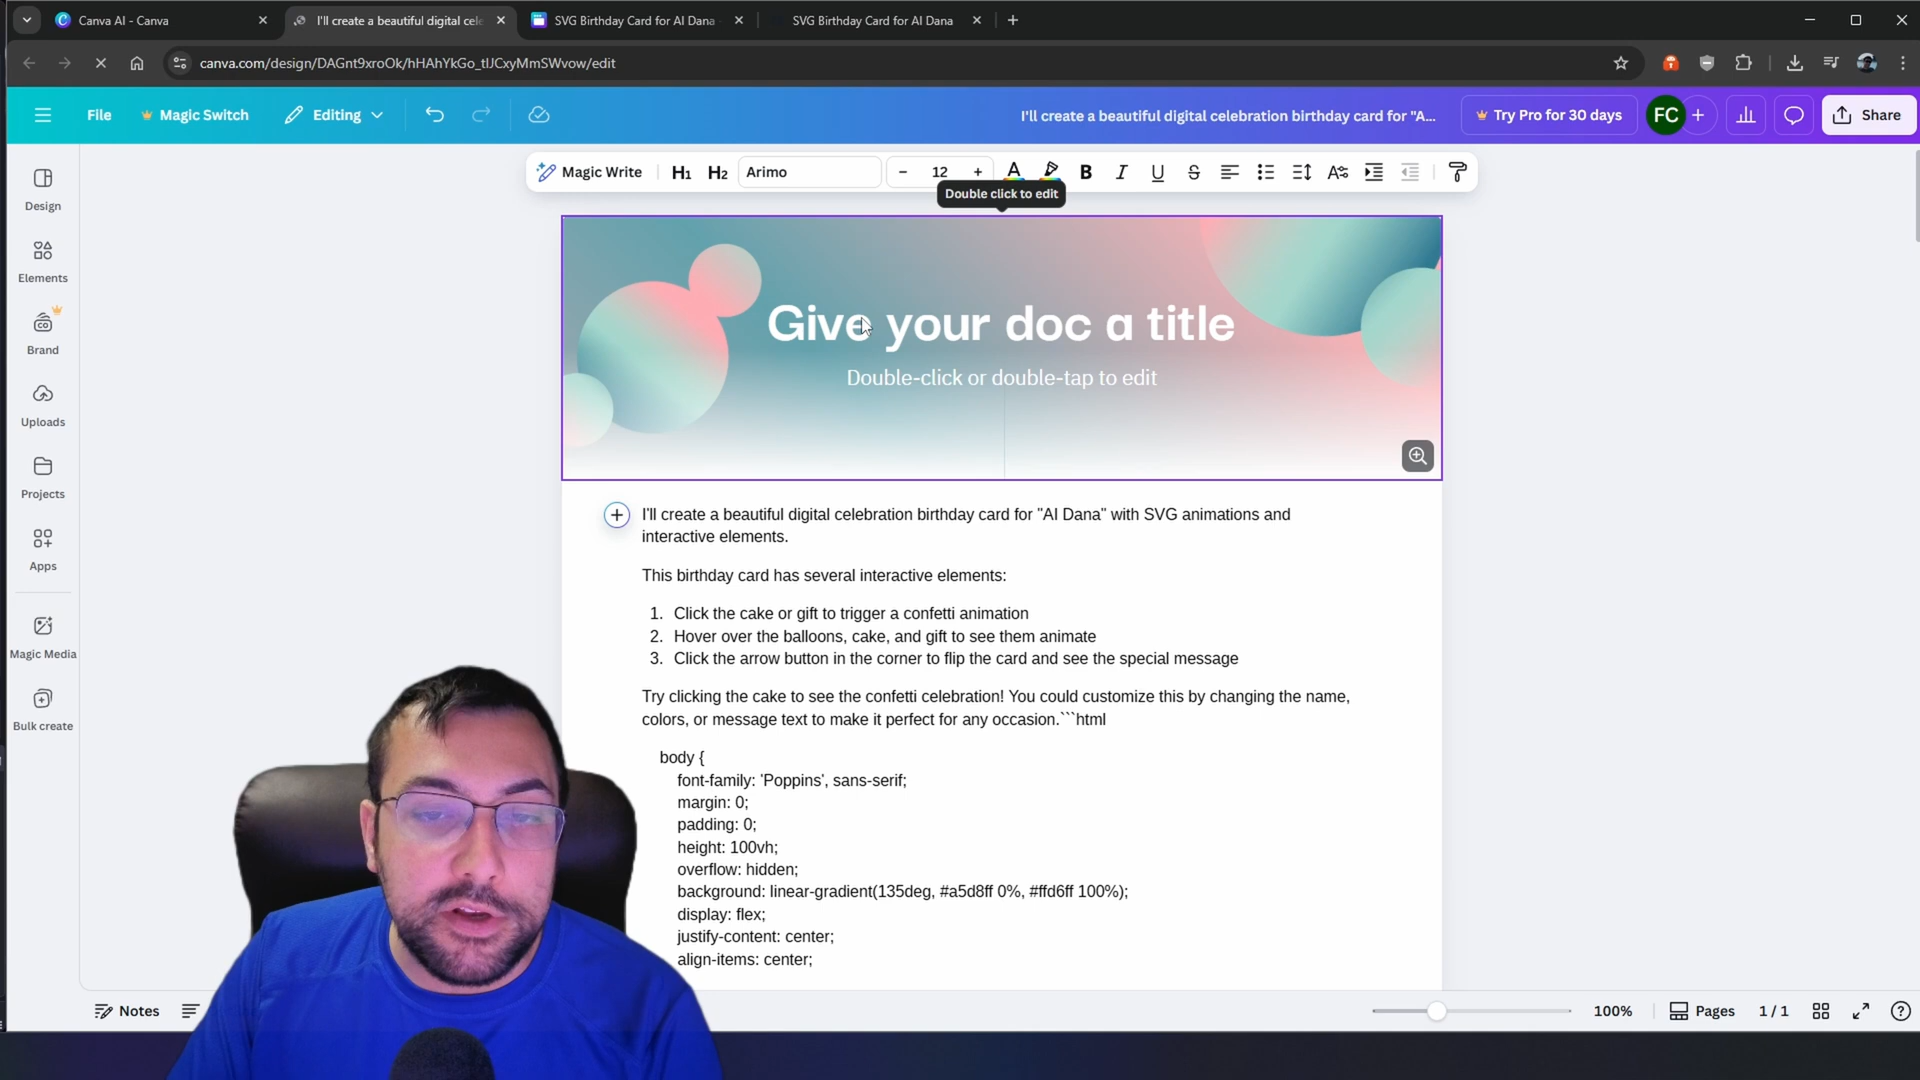 Canva AI - Canva
I'll create a beautiful digital cele
SVG Birthday Card for AI Dana
SVG Birthday Card for AI Dana
canva.com/design/DAGnt9xroOk/hHAhYkGo_tIJCxyMmSWvow/edit
File
Magic Switch
Editing
I'll create a beautiful digital celebration birthday card for "A...
Try Pro for 30 days
FC
Share
Magic Write
H1
H2
Arimo
12
A
B
I
U
S
Double click to edit
Design
Elements
Brand
Uploads
Projects
Apps
Magic Media
Bulk create
Give your doc a title
Double-click or double-tap to edit
I'll create a beautiful digital celebration birthday card for "AI Dana" with SVG animations and
interactive elements.
This birthday card has several interactive elements:
1. Click the cake or gift to trigger a confetti animation
2. Hover over the balloons, cake, and gift to see them animate
3. Click the arrow button in the corner to flip the card and see the special message
Try clicking the cake to see the confetti celebration! You could customize this by changing the name,
colors, or message text to make it perfect for any occasion.```html
body {
font-family: 'Poppins', sans-serif;
margin: 0;
padding: 0;
height: 100vh;
overflow: hidden;
background: linear-gradient(135deg, #a5d8ff 0%, #ffd6ff 100%);
display: flex;
justify-content: center;
align-items: center;
Notes
100%
Pages
1 / 1